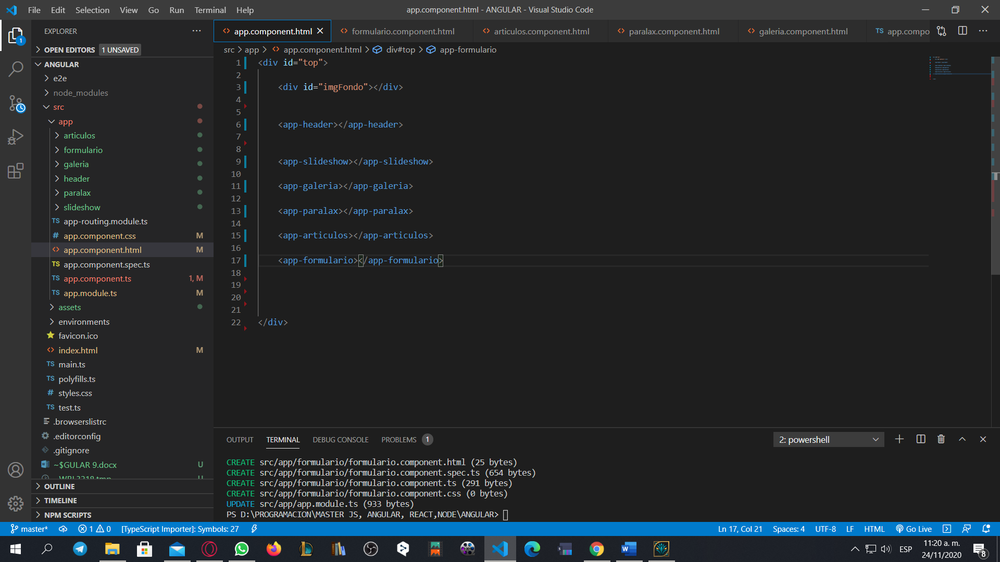 File Edit Selection View Go Run Terminal Help
app.component.html - ANGULAR - Visual Studio Code
EXPLORER
OPEN EDITORS 1 UNSAVED
ANGULAR
e2e
node_modules
src
app
articulos
formulario
galeria
header
paralax
slideshow
TS app-routing.module.ts
# app.component.css M
<> app.component.html M
TS app.component.spec.ts
TS app.component.ts 1, M
TS app.module.ts M
assets
environments
favicon.ico
<> index.html M
TS main.ts
TS polyfills.ts
# styles.css
TS test.ts
.browserslistrc
.editorconfig
.gitignore
~$GULAR 9.docx U
OUTLINE
TIMELINE
NPM SCRIPTS
<> app.component.html <> formulario.component.html <> articulos.component.html <> paralax.component.html <> galeria.component.html TS app.compo
src > app > <> app.component.html > div#top > app-formulario
1 <div id="top">
2
3 <div id="imgFondo"></div>
4
5
6 <app-header></app-header>
7
8
9 <app-slideshow></app-slideshow>
10
11 <app-galeria></app-galeria>
12
13 <app-paralax></app-paralax>
14
15 <app-articulos></app-articulos>
16
17 <app-formulario></app-formulario>
18
19
20
21
22 </div>
OUTPUT TERMINAL DEBUG CONSOLE PROBLEMS 1
2: powershell
CREATE src/app/formulario/formulario.component.html (25 bytes)
CREATE src/app/formulario/formulario.component.spec.ts (654 bytes)
CREATE src/app/formulario/formulario.component.ts (291 bytes)
CREATE src/app/formulario/formulario.component.css (0 bytes)
UPDATE src/app/app.module.ts (933 bytes)
PS D:\PROGRAMACION\MASTER JS, ANGULAR, REACT,NODE\ANGULAR>
master* 1 0 [TypeScript Importer]: Symbols: 27
Ln 17, Col 21 Spaces: 4 UTF-8 LF HTML Go Live
ESP
11:20 a. m.
24/11/2020
8